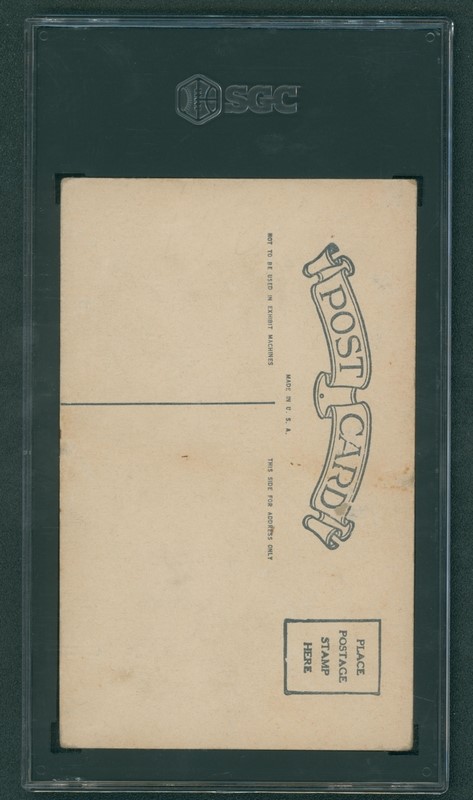 SGC
POST CARD
MADE IN U. S. A.
NOT TO BE USED IN EXHIBIT MACHINES
THIS SIDE FOR ADDRESS ONLY
PLACE
POSTAGE
STAMP
HERE